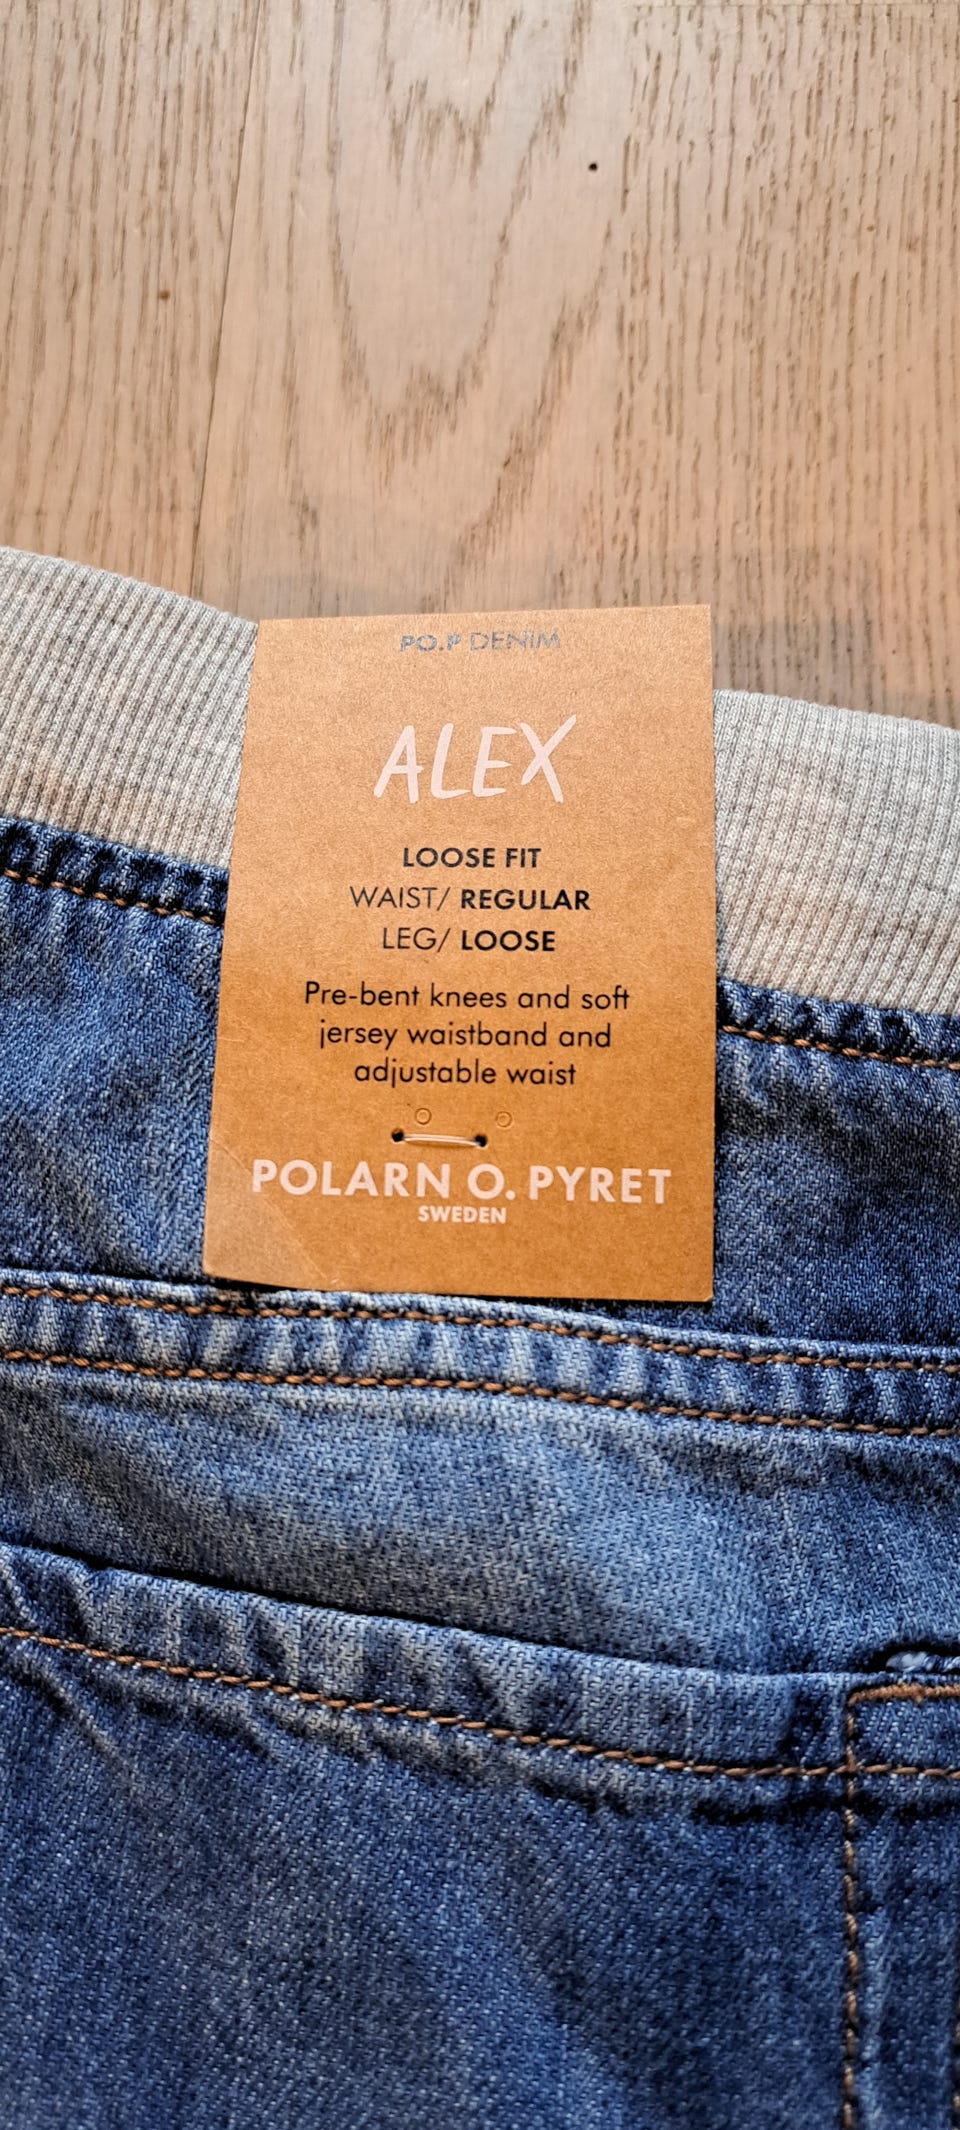 PO.P DENIM
ALEX
LOOSE FIT
WAIST/ REGULAR
LEG/ LOOSE
Pre-bent knees and soft
jersey waistband and
adjustable waist
POLARN O. PYRET
SWEDEN